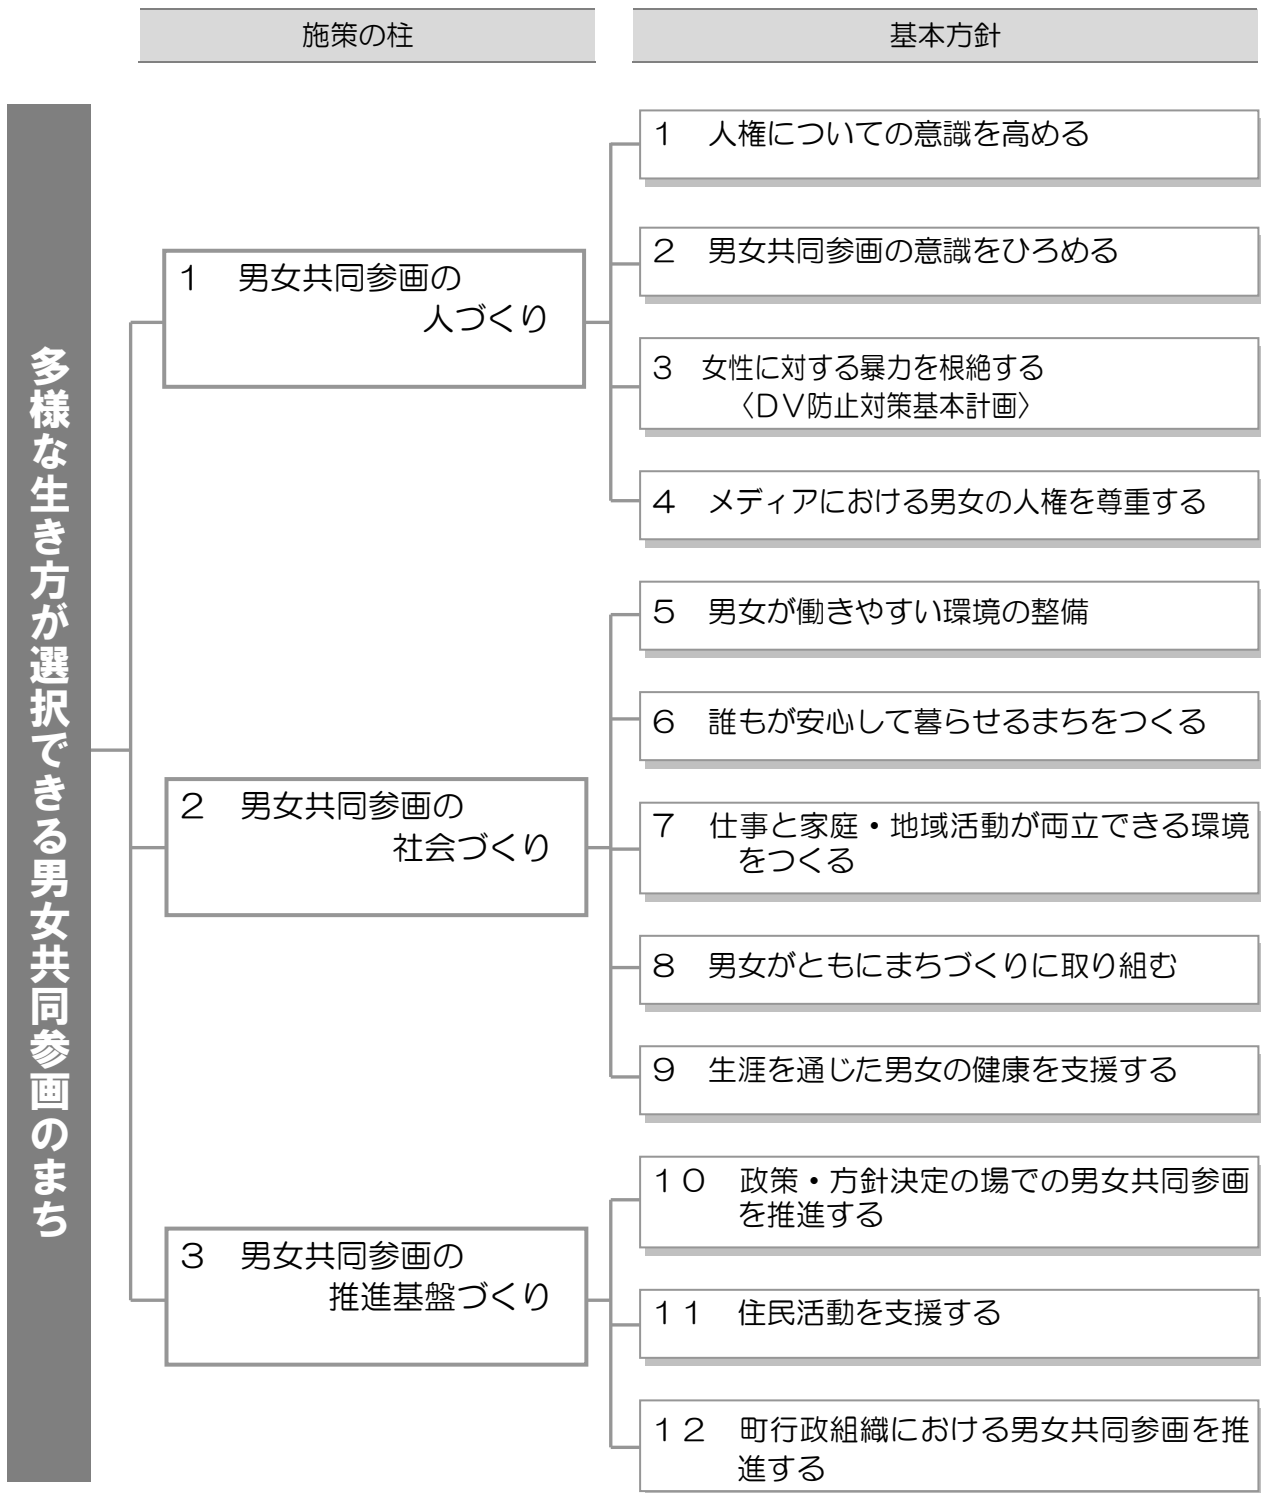 施策の柱
基本方針
多様な生き方が選択できる男女共同参画のまち
1　男女共同参画の
人づくり
1　人権についての意識を高める
2　男女共同参画の意識をひろめる
3　女性に対する暴力を根絶する
〈DV防止対策基本計画〉
4　メディアにおける男女の人権を尊重する
2　男女共同参画の
社会づくり
5　男女が働きやすい環境の整備
6　誰もが安心して暮らせるまちをつくる
7　仕事と家庭・地域活動が両立できる環境
をつくる
8　男女がともにまちづくりに取り組む
9　生涯を通じた男女の健康を支援する
3　男女共同参画の
推進基盤づくり
10　政策・方針決定の場での男女共同参画
を推進する
11　住民活動を支援する
12　町行政組織における男女共同参画を推
進する